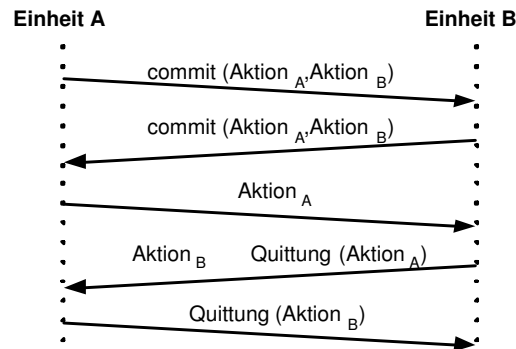 Einheit A Einheit B
commit (Aktion A,Aktion B)
commit (Aktion A,Aktion B)
Aktion A
Aktion B Quittung (Aktion A)
Quittung (Aktion B)